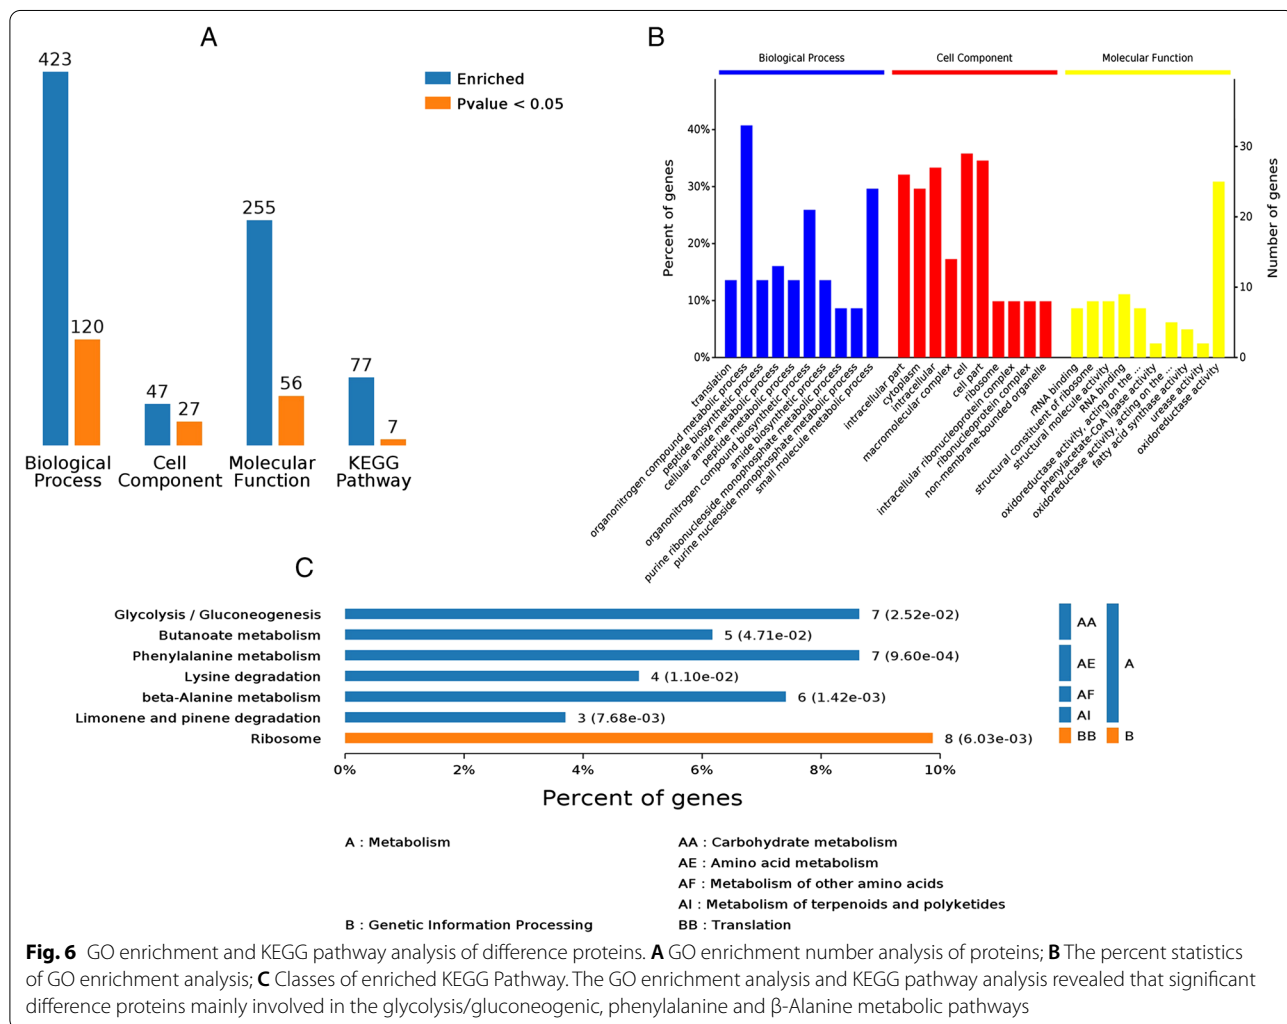 A
423
120
47
27
255
56
77
7
Enriched
Pvalue < 0.05
Biological
Process
Cell
Component
Molecular
Function
KEGG
Pathway
B
Biological Process
Cell Component
Molecular Function
Percent of genes
40%
30%
20%
10%
0%
Number of genes
30
20
10
0
translation
organonitrogen compound metabolic process
peptide biosynthetic process
cellular amide metabolic process
peptide metabolic process
organonitrogen compound biosynthetic process
amide biosynthetic process
purine ribonucleoside monophosphate metabolic process
purine nucleoside monophosphate metabolic process
small molecule metabolic process
intracellular part
cytoplasm
intracellular
macromolecular complex
cell
cell part
ribosome
intracellular ribonucleoprotein complex
ribonucleoprotein complex
non-membrane-bounded organelle
rRNA binding
structural constituent of ribosome
structural molecule activity
RNA binding
oxidoreductase activity, acting on the ...
phenylacetate-CoA ligase activity
oxidoreductase activity, acting on the ...
fatty acid synthase activity
urease activity
oxidoreductase activity
C
Glycolysis / Gluconeogenesis 7 (2.52e-02)
Butanoate metabolism 5 (4.71e-02)
Phenylalanine metabolism 7 (9.60e-04)
Lysine degradation 4 (1.10e-02)
beta-Alanine metabolism 6 (1.42e-03)
Limonene and pinene degradation 3 (7.68e-03)
Ribosome 8 (6.03e-03)
AA
AE
AF
AI
BB
A
B
0% 2% 4% 6% 8% 10%
Percent of genes
A : Metabolism
AA : Carbohydrate metabolism
AE : Amino acid metabolism
AF : Metabolism of other amino acids
AI : Metabolism of terpenoids and polyketides
B : Genetic Information Processing
BB : Translation
Fig. 6 GO enrichment and KEGG pathway analysis of difference proteins. A GO enrichment number analysis of proteins; B The percent statistics
of GO enrichment analysis; C Classes of enriched KEGG Pathway. The GO enrichment analysis and KEGG pathway analysis revealed that significant
difference proteins mainly involved in the glycolysis/gluconeogenic, phenylalanine and β-Alanine metabolic pathways